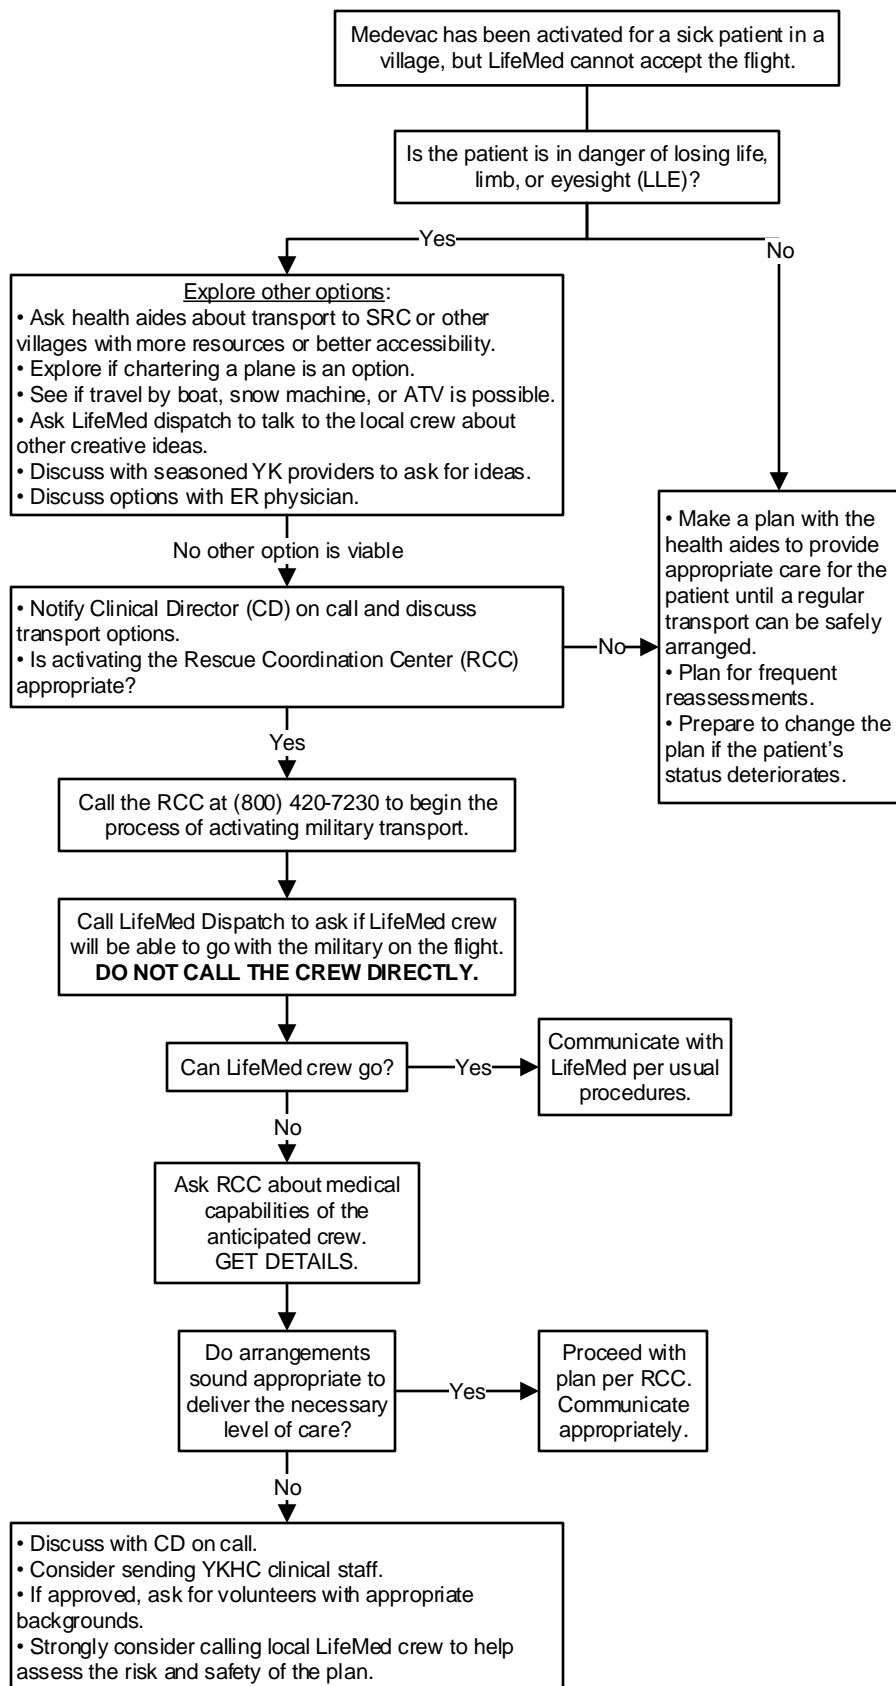 Medevac has been activated for a sick patient in a
village, but LifeMed cannot accept the flight.
Is the patient is in danger of losing life,
limb, or eyesight (LLE)?
Yes
No
Explore other options:
• Ask health aides about transport to SRC or other
villages with more resources or better accessibility.
• Explore if chartering a plane is an option.
• See if travel by boat, snow machine, or ATV is possible.
• Ask LifeMed dispatch to talk to the local crew about
other creative ideas.
• Discuss with seasoned YK providers to ask for ideas.
• Discuss options with ER physician.
No other option is viable
• Notify Clinical Director (CD) on call and discuss
transport options.
• Is activating the Rescue Coordination Center (RCC)
appropriate?
No
• Make a plan with the
health aides to provide
appropriate care for the
patient until a regular
transport can be safely
arranged.
• Plan for frequent
reassessments.
• Prepare to change the
plan if the patient's
status deteriorates.
Yes
Call the RCC at (800) 420-7230 to begin the
process of activating military transport.
Call LifeMed Dispatch to ask if LifeMed crew
will be able to go with the military on the flight.
DO NOT CALL THE CREW DIRECTLY.
Can LifeMed crew go?
Yes
Communicate with
LifeMed per usual
procedures.
No
Ask RCC about medical
capabilities of the
anticipated crew.
GET DETAILS.
Do arrangements
sound appropriate to
deliver the necessary
level of care?
Yes
Proceed with
plan per RCC.
Communicate
appropriately.
No
• Discuss with CD on call.
• Consider sending YKHC clinical staff.
• If approved, ask for volunteers with appropriate
backgrounds.
• Strongly consider calling local LifeMed crew to help
assess the risk and safety of the plan.